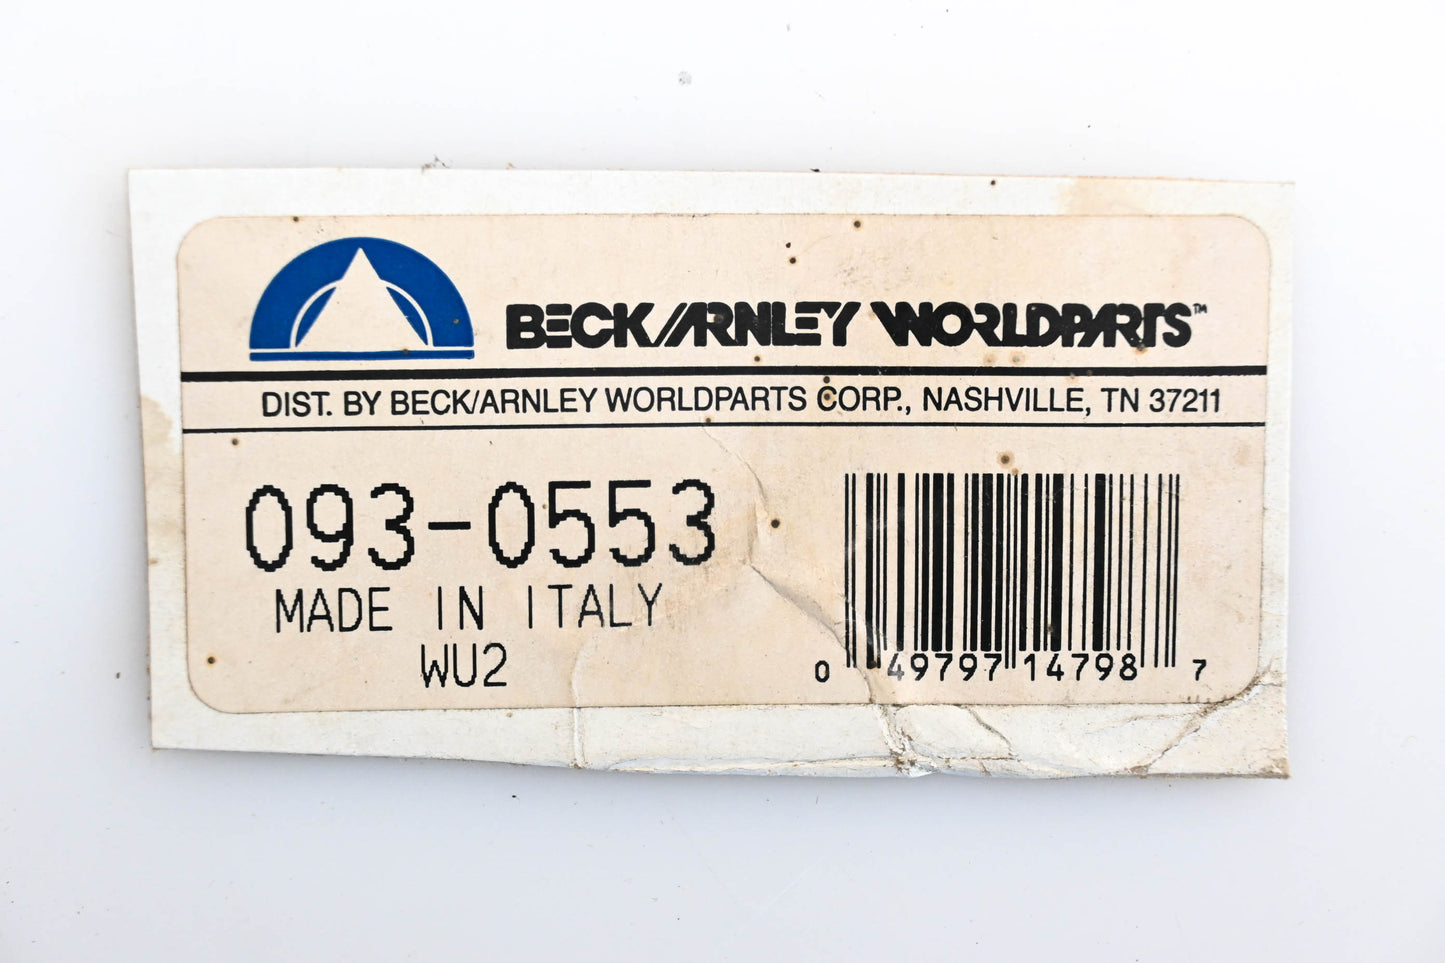 BECK/ARNLEY WORLDPARTS™
DIST. BY BECK/ARNLEY WORLDPARTS CORP., NASHVILLE, TN 37211
093-0553
MADE IN ITALY
WU2
0 49797 14798 7